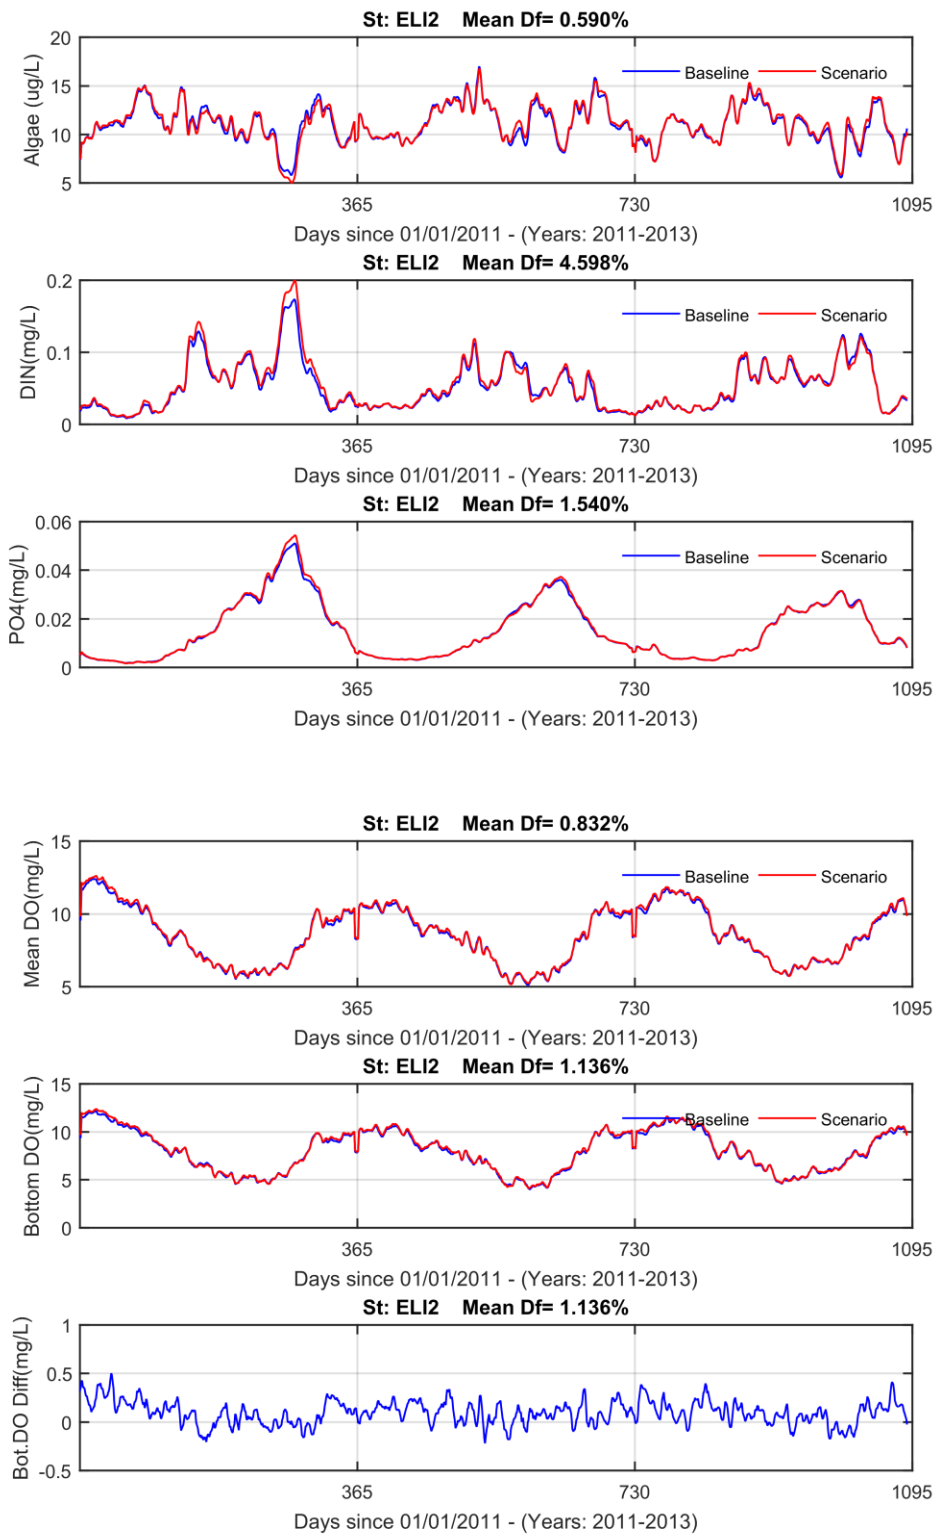 St: ELI2 Mean Df= 0.590%
20
15
10
5
Algae (ug/L)
Baseline Scenario
365 730 1095
Days since 01/01/2011 - (Years: 2011-2013)
St: ELI2 Mean Df= 4.598%
0.2
0.1
0
DIN(mg/L)
Baseline Scenario
365 730 1095
Days since 01/01/2011 - (Years: 2011-2013)
St: ELI2 Mean Df= 1.540%
0.06
0.04
0.02
0
PO4(mg/L)
Baseline Scenario
365 730 1095
Days since 01/01/2011 - (Years: 2011-2013)
St: ELI2 Mean Df= 0.832%
15
10
5
Mean DO(mg/L)
Baseline Scenario
365 730 1095
Days since 01/01/2011 - (Years: 2011-2013)
St: ELI2 Mean Df= 1.136%
15
10
5
0
Bottom DO(mg/L)
Baseline Scenario
365 730 1095
Days since 01/01/2011 - (Years: 2011-2013)
St: ELI2 Mean Df= 1.136%
1
0.5
0
-0.5
Bot.DO Diff(mg/L)
365 730 1095
Days since 01/01/2011 - (Years: 2011-2013)